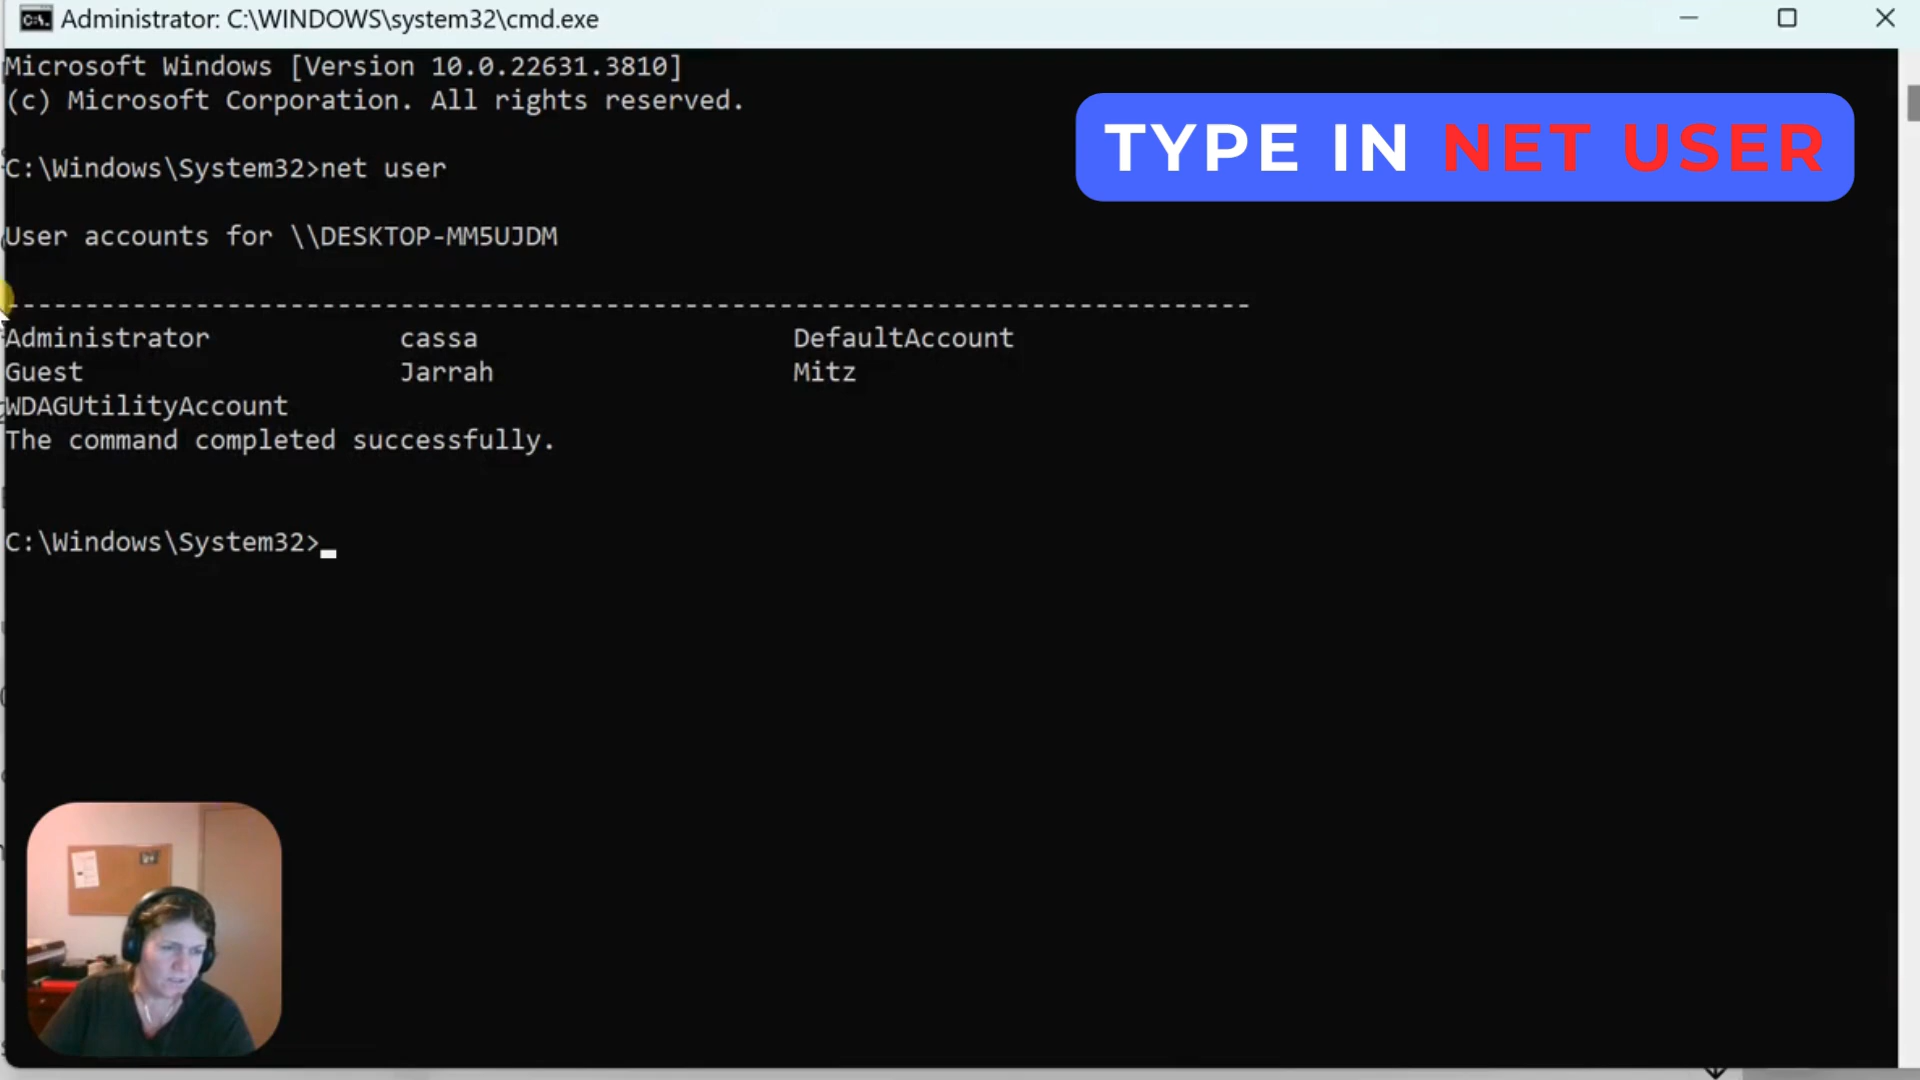 Administrator: C:\WINDOWS\system32\cmd.exe
Microsoft Windows [Version 10.0.22631.3810]
(c) Microsoft Corporation. All rights reserved.
TYPE IN NET USER
C:\Windows\System32>net user
User accounts for \\DESKTOP-MM5UJDM
-------------------------------------------------------------------------------
Administrator            cassa                    DefaultAccount
Guest                    Jarrah                   Mitz
WDAGUtilityAccount
The command completed successfully.
C:\Windows\System32>